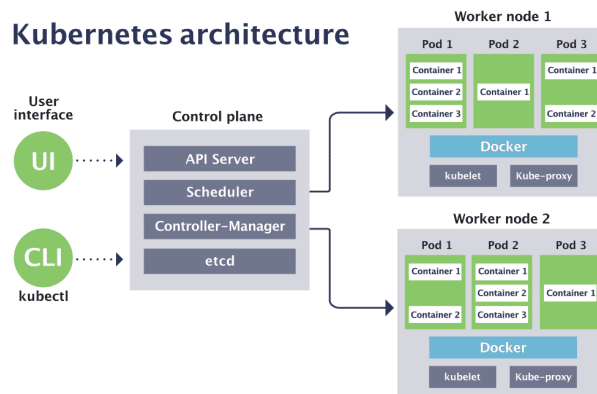 Kubernetes architecture
User
interface
UI
CLI
kubectl
Control plane
API Server
Scheduler
Controller-Manager
etcd
Worker node 1
Pod 1
Pod 2
Pod 3
Container 1
Container 2
Container 3
Container 1
Container 1
Container 2
Docker
kubelet
Kube-proxy
Worker node 2
Pod 1
Pod 2
Pod 3
Container 1
Container 2
Container 1
Container 2
Container 3
Container 1
Docker
kubelet
Kube-proxy